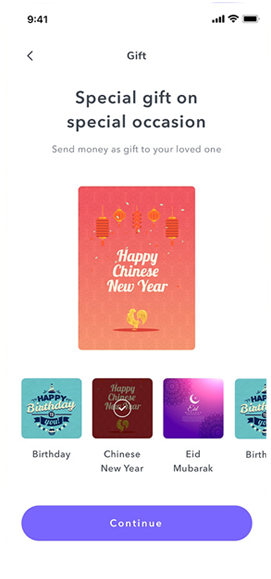 9:41
Gift
Special gift on
special occasion
Send money as gift to your loved one
Happy
Chinese
New Year
HAPPY
Birthday
TO
YOU!
Happy
Chinese
New Year
Eid
Birthday
Chinese
New Year
Eid
Mubarak
Birth
Continue